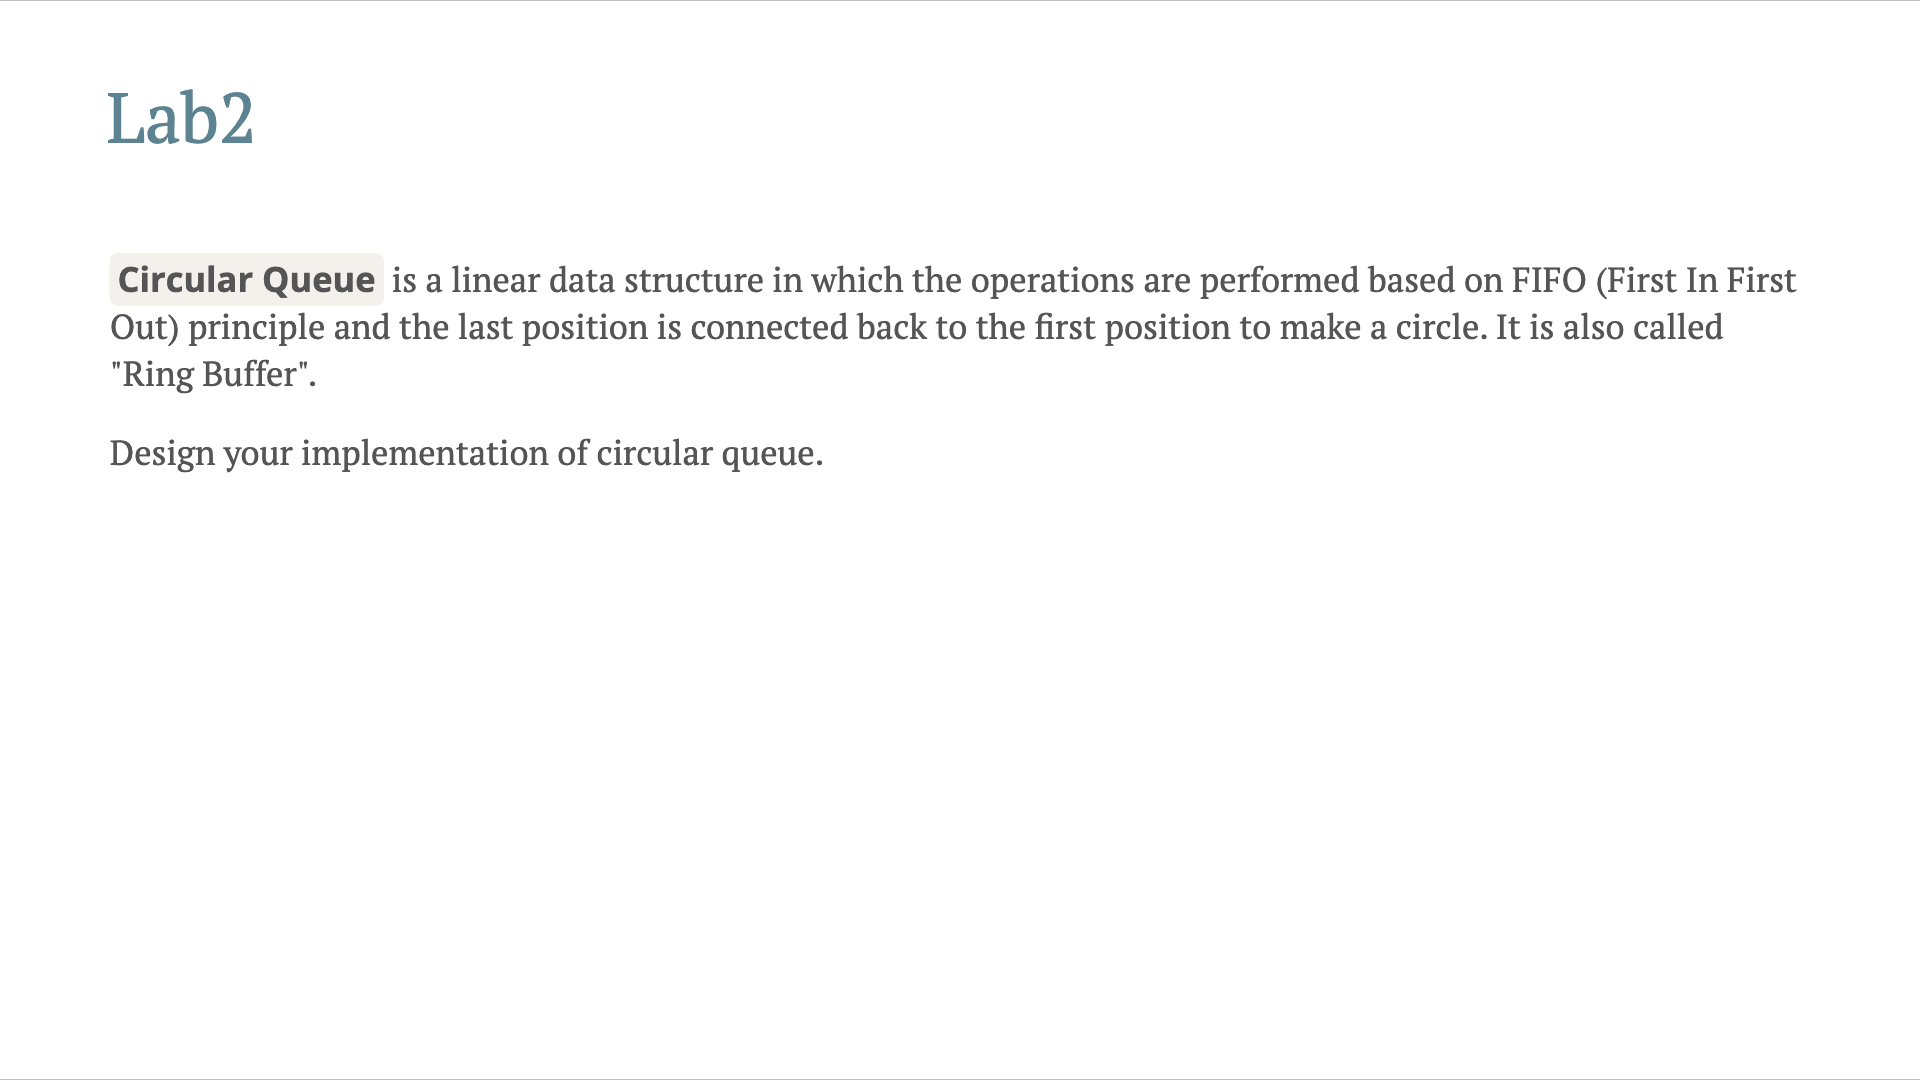 Lab2
Circular Queue is a linear data structure in which the operations are performed based on FIFO (First In First
Out) principle and the last position is connected back to the first position to make a circle. It is also called
"Ring Buffer".
Design your implementation of circular queue.